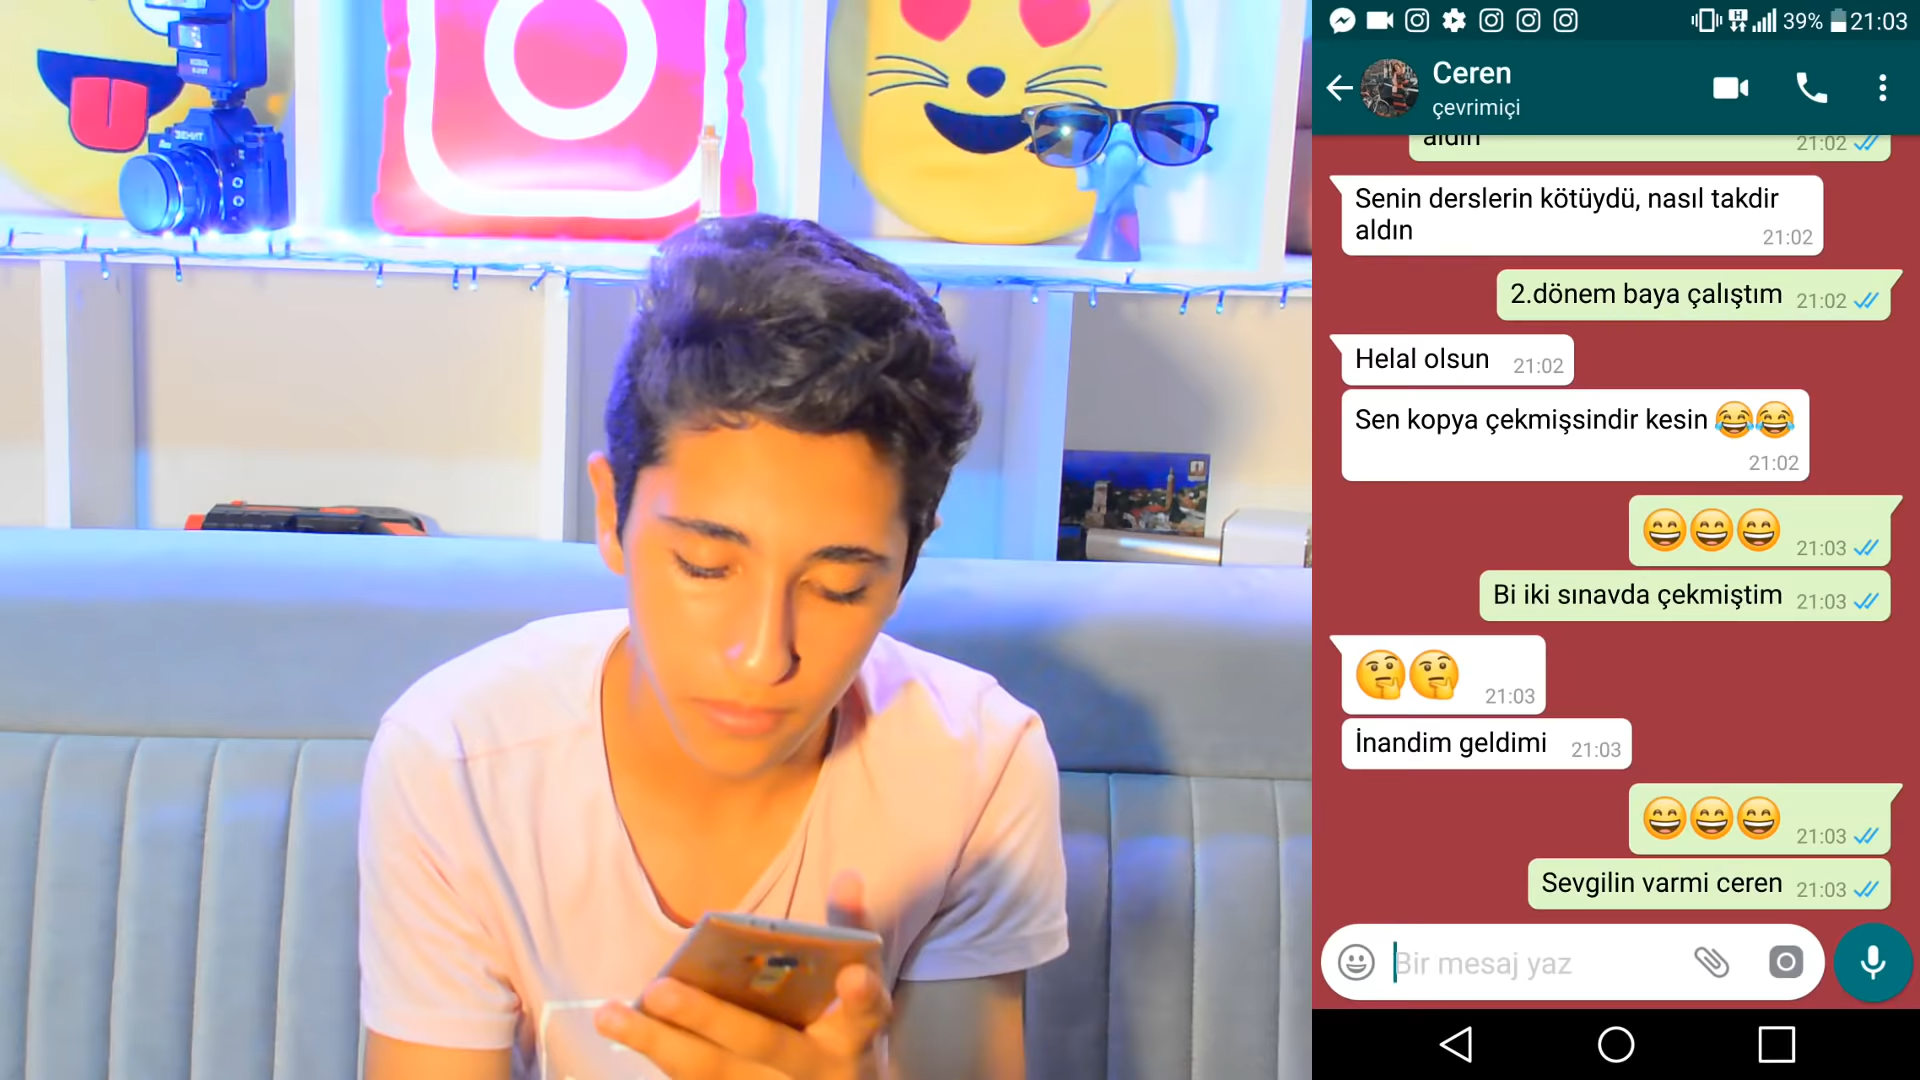 39% 21:03
Ceren
çevrimiçi
aldın 21:02
Senin derslerin kötüydü, nasıl takdir
aldın 21:02
2.dönem baya çalıştım 21:02
Helal olsun 21:02
Sen kopya çekmişsindir kesin 😂😂
21:02
😄😄😄 21:03
Bi iki sınavda çekmiştim 21:03
🤔🤔 21:03
İnandim geldimi 21:03
😄😄😄 21:03
Sevgilin varmi ceren 21:03
Bir mesaj yaz
ЗЕНИТ